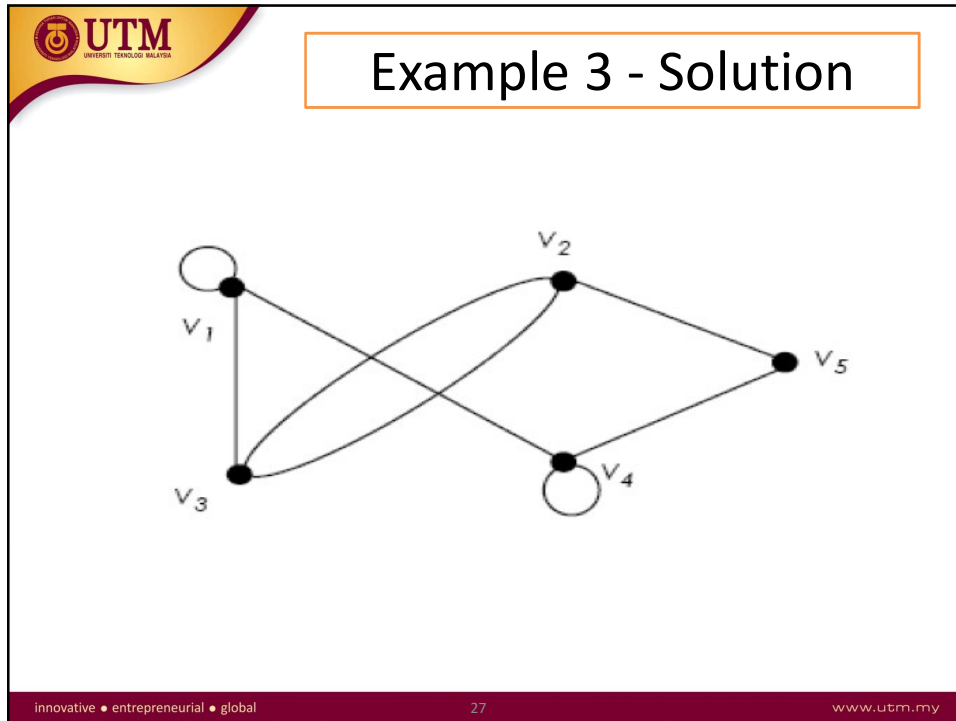 UTM
UNIVERSITI TEKNOLOGI MALAYSIA
Example 3 - Solution
v2
v1
v5
v4
v3
innovative ● entrepreneurial ● global
27
www.utm.my